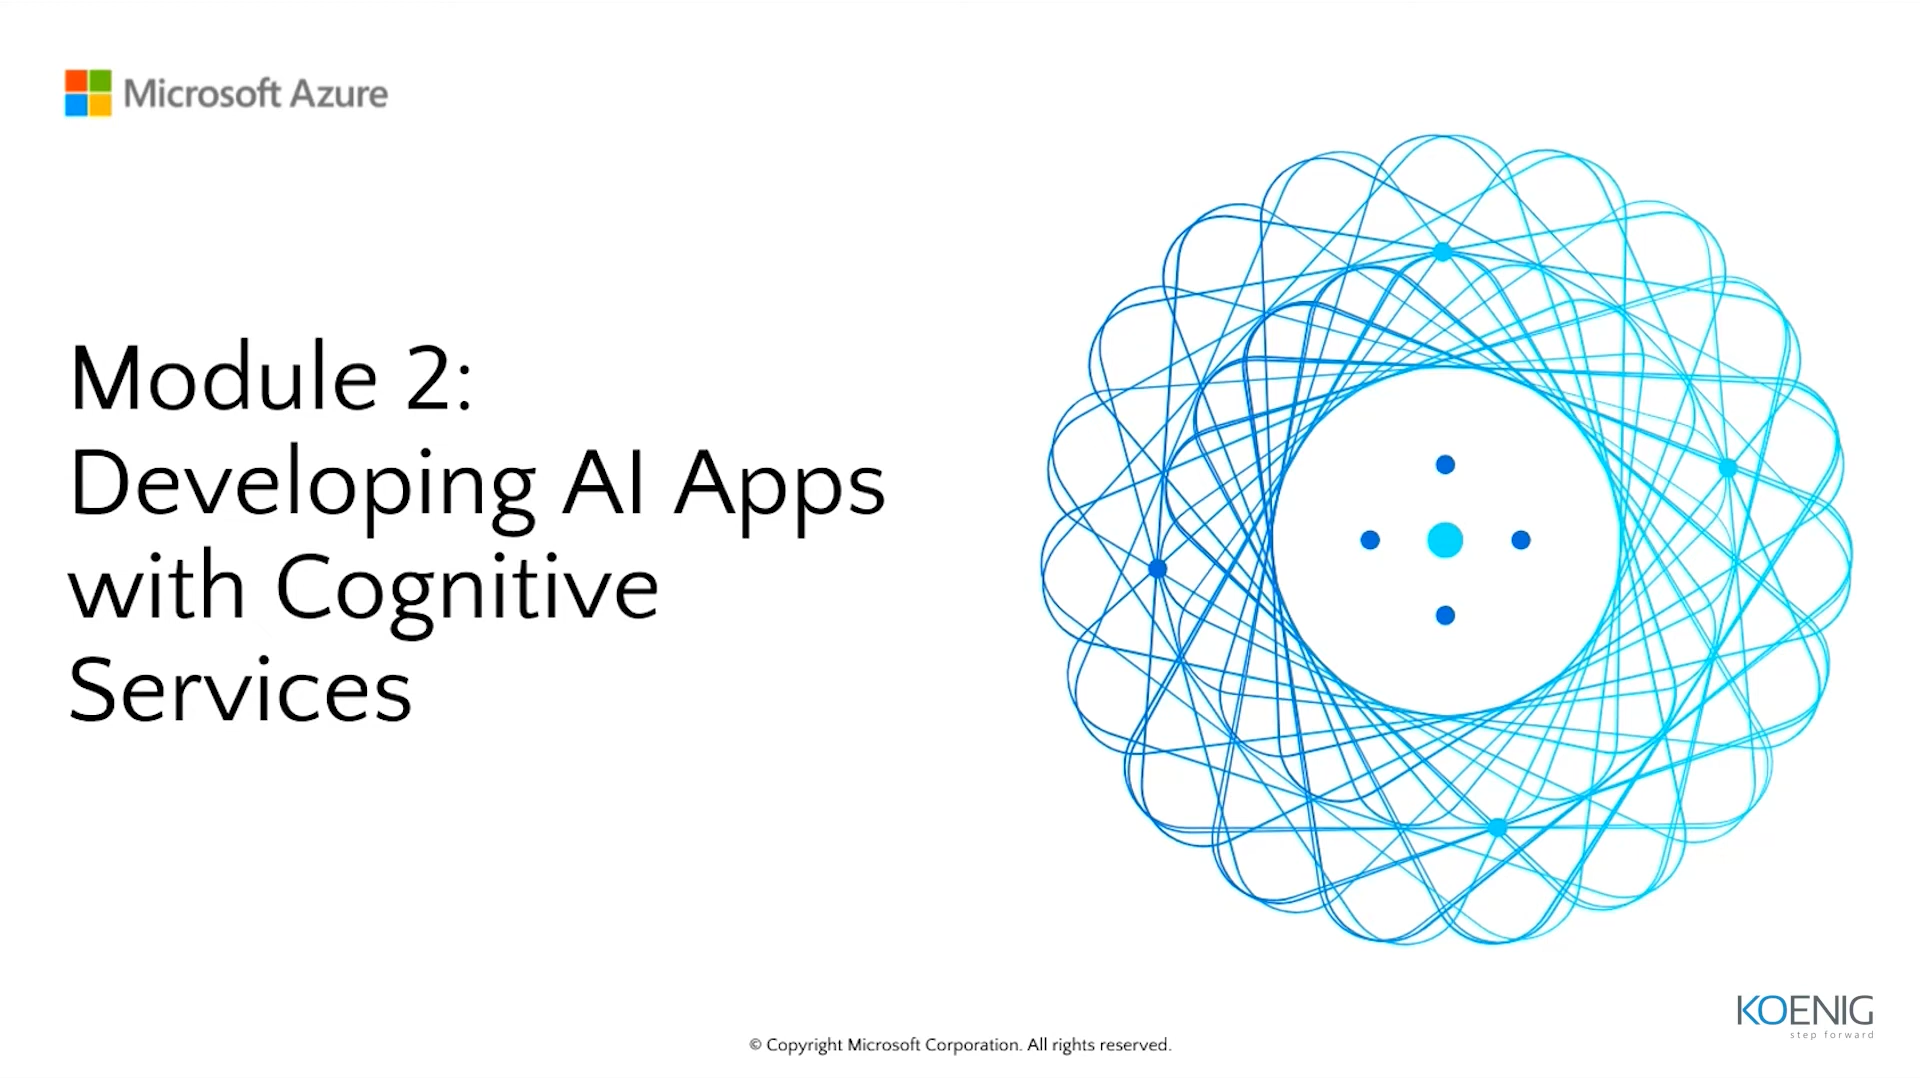 Microsoft Azure
Module 2:
Developing AI Apps
with Cognitive
Services
KOENIG
step forward
© Copyright Microsoft Corporation. All rights reserved.